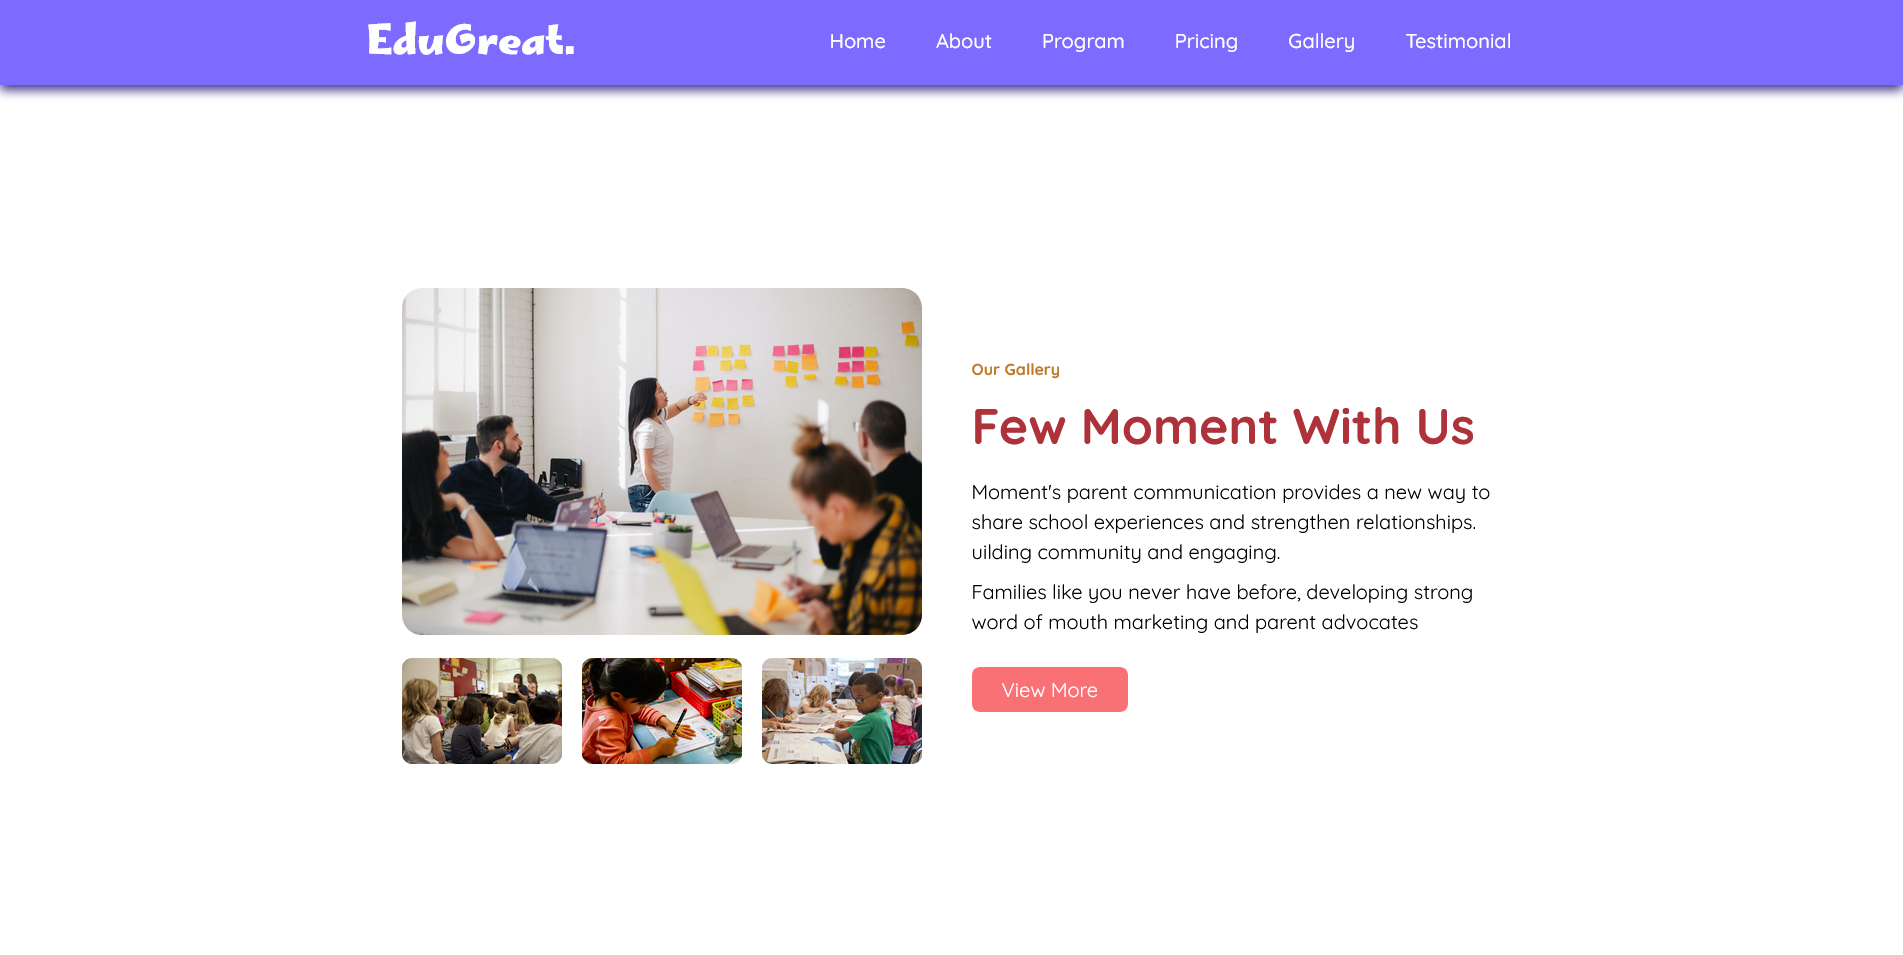 EduGreat.
Home About Program Pricing Gallery Testimonial
Our Gallery
Few Moment With Us
Moment's parent communication provides a new way to
share school experiences and strengthen relationships.
uilding community and engaging.
Families like you never have before, developing strong
word of mouth marketing and parent advocates
View More